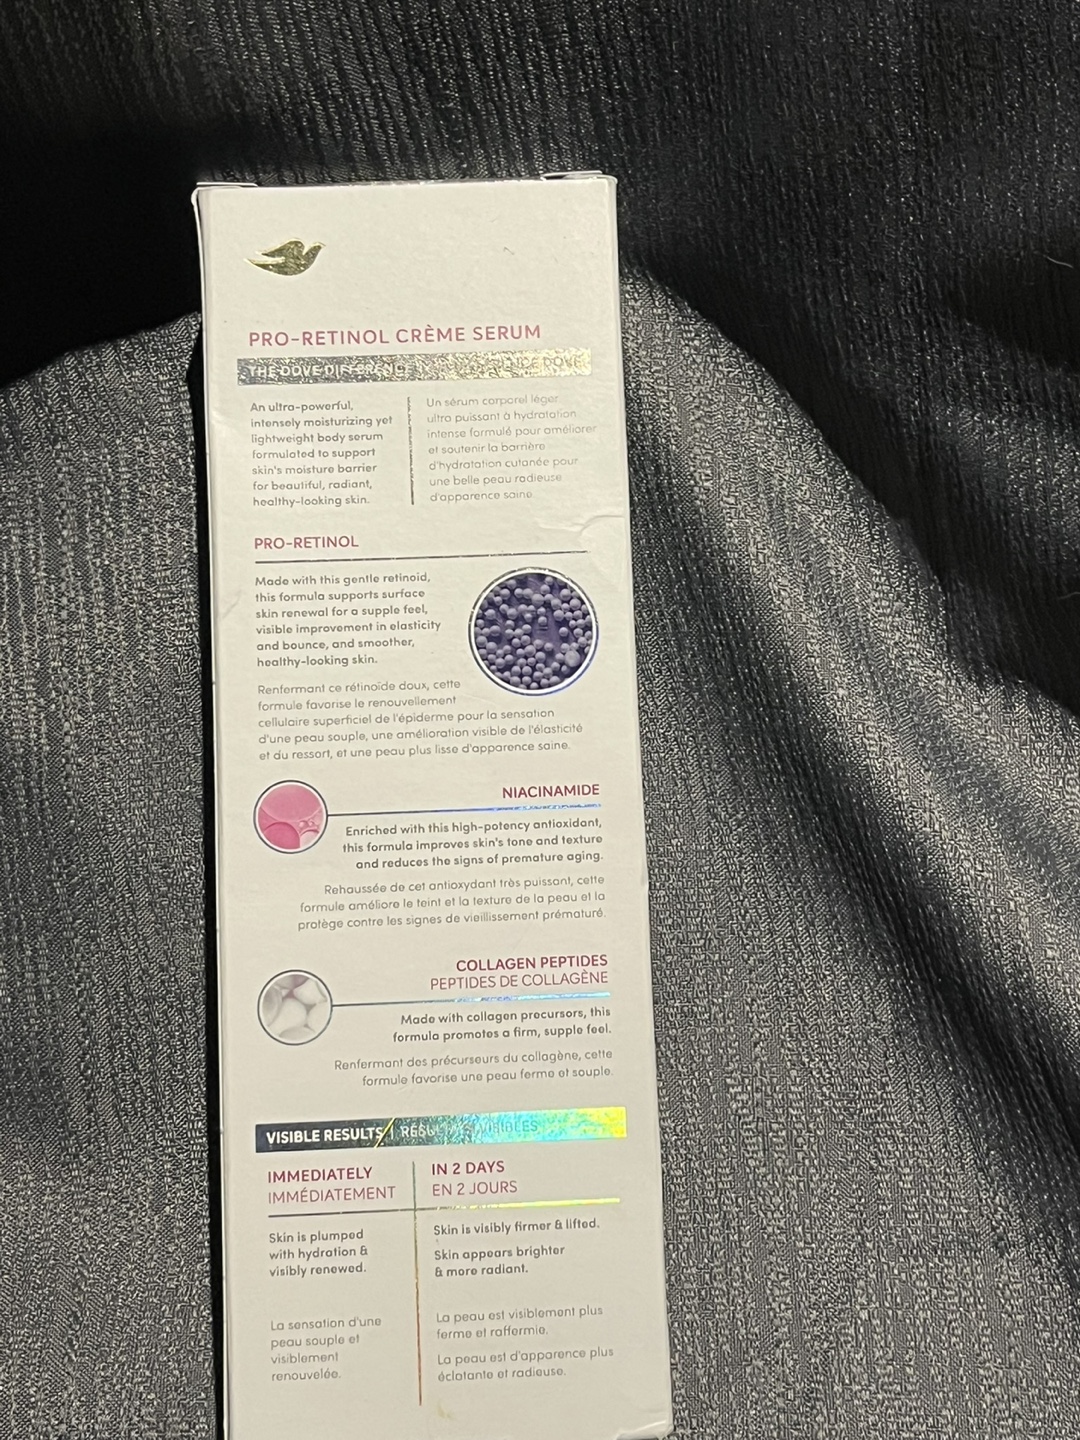 PRO-RETINOL CRÈME SERUM
THE DOVE DIFFERENCE
An ultra-powerful,
intensely moisturizing yet
lightweight body serum
formulated to support
skin's moisture barrier
for beautiful, radiant,
healthy-looking skin.
Un sérum corporel léger
ultra puissant à hydratation
intense formulé pour améliorer
et soutenir la barrière
d'hydratation cutanée pour
une belle peau radieuse
d'apparence saine.
PRO-RETINOL
Made with this gentle retinoid,
this formula supports surface
skin renewal for a supple feel,
visible improvement in elasticity
and bounce, and smoother,
healthy-looking skin.
Renfermant ce rétinoïde doux, cette
formule favorise le renouvellement
cellulaire superficiel de l'épiderme pour la sensation
d'une peau souple, une amélioration visible de l'élasticité
et du ressort, et une peau plus lisse d'apparence saine.
NIACINAMIDE
Enriched with this high-potency antioxidant,
this formula improves skin's tone and texture
and reduces the signs of premature aging.
Rehaussée de cet antioxydant très puissant, cette
formule améliore le teint et la texture de la peau et la
protège contre les signes de vieillissement prématuré.
COLLAGEN PEPTIDES
PEPTIDES DE COLLAGÈNE
Made with collagen precursors, this
formula promotes a firm, supple feel.
Renfermant des précurseurs du collagène, cette
formule favorise une peau ferme et souple.
VISIBLE RESULTS | RÉSULTATS VISIBLES
IMMEDIATELY
IMMÉDIATEMENT
Skin is plumped
with hydration &
visibly renewed.
La sensation d'une
peau souple et
visiblement
renouvelée.
IN 2 DAYS
EN 2 JOURS
Skin is visibly firmer & lifted.
Skin appears brighter
& more radiant.
La peau est visiblement plus
ferme et raffermie.
La peau est d'apparence plus
éclatante et radieuse.